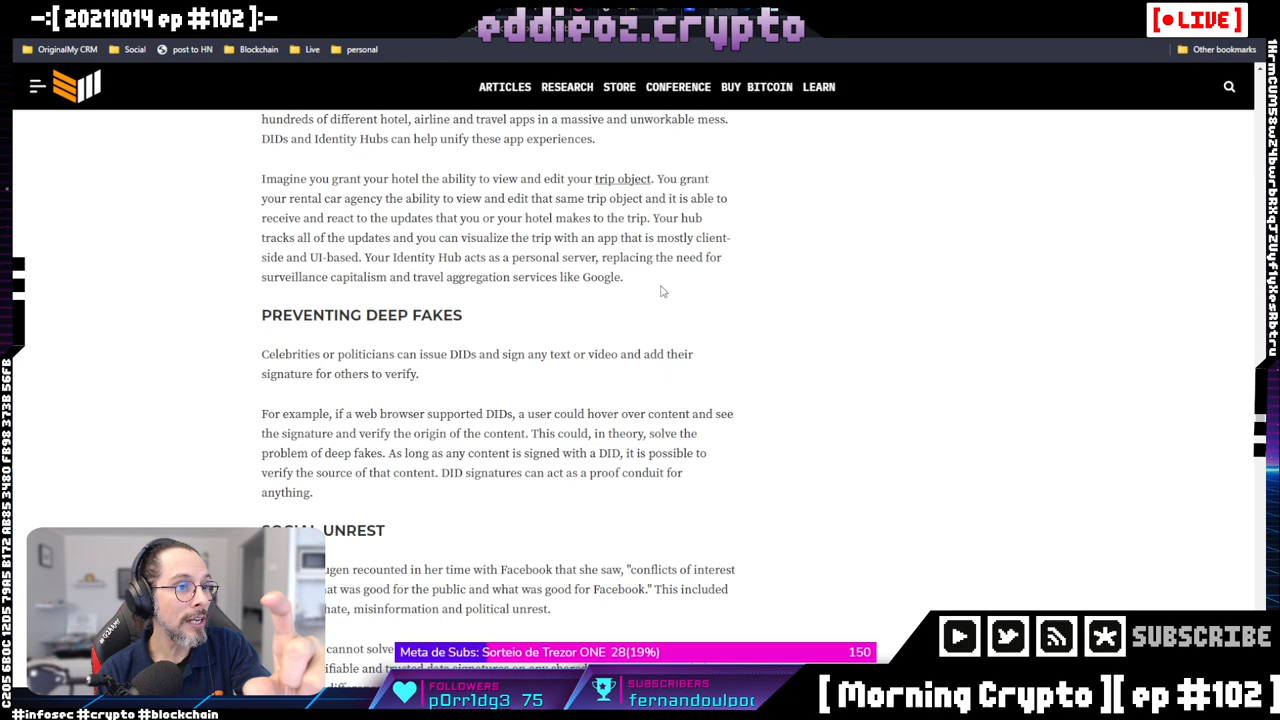 -:[ 20211014 ep #102 ]:-
eddieoz.crypto
[●LIVE]
OriginalMy CRM
Social
post to HN
Blockchain
Live
personal
Other bookmarks
ARTICLES RESEARCH STORE CONFERENCE BUY BITCOIN LEARN
hundreds of different hotel, airline and travel apps in a massive and unworkable mess.
DIDs and Identity Hubs can help unify these app experiences.
Imagine you grant your hotel the ability to view and edit your trip object. You grant
your rental car agency the ability to view and edit that same trip object and it is able to
receive and react to the updates that you or your hotel makes to the trip. Your hub
tracks all of the updates and you can visualize the trip with an app that is mostly client-
side and UI-based. Your Identity Hub acts as a personal server, replacing the need for
surveillance capitalism and travel aggregation services like Google.
PREVENTING DEEP FAKES
Celebrities or politicians can issue DIDs and sign any text or video and add their
signature for others to verify.
For example, if a web browser supported DIDs, a user could hover over content and see
the signature and verify the origin of the content. This could, in theory, solve the
problem of deep fakes. As long as any content is signed with a DID, it is possible to
verify the source of that content. DID signatures can act as a proof conduit for
anything.
SOCIAL UNREST
ugen recounted in her time with Facebook that she saw, "conflicts of interest
at was good for the public and what was good for Facebook." This included
hate, misinformation and political unrest.
cannot solve
Meta de Subs: Sorteio de Trezor ONE 28(19%) 150
SUBSCRIBE
FOLLOWERS
p0rr1dg3_75
SUBSCRIBERS
fernandoulpo
[ Morning Crypto ][ ep #102 ]
#infosec #crypto #blockchain
C205 5B0C 12D5 79A5 B172 AB85 3480 FB98 373B 56FB